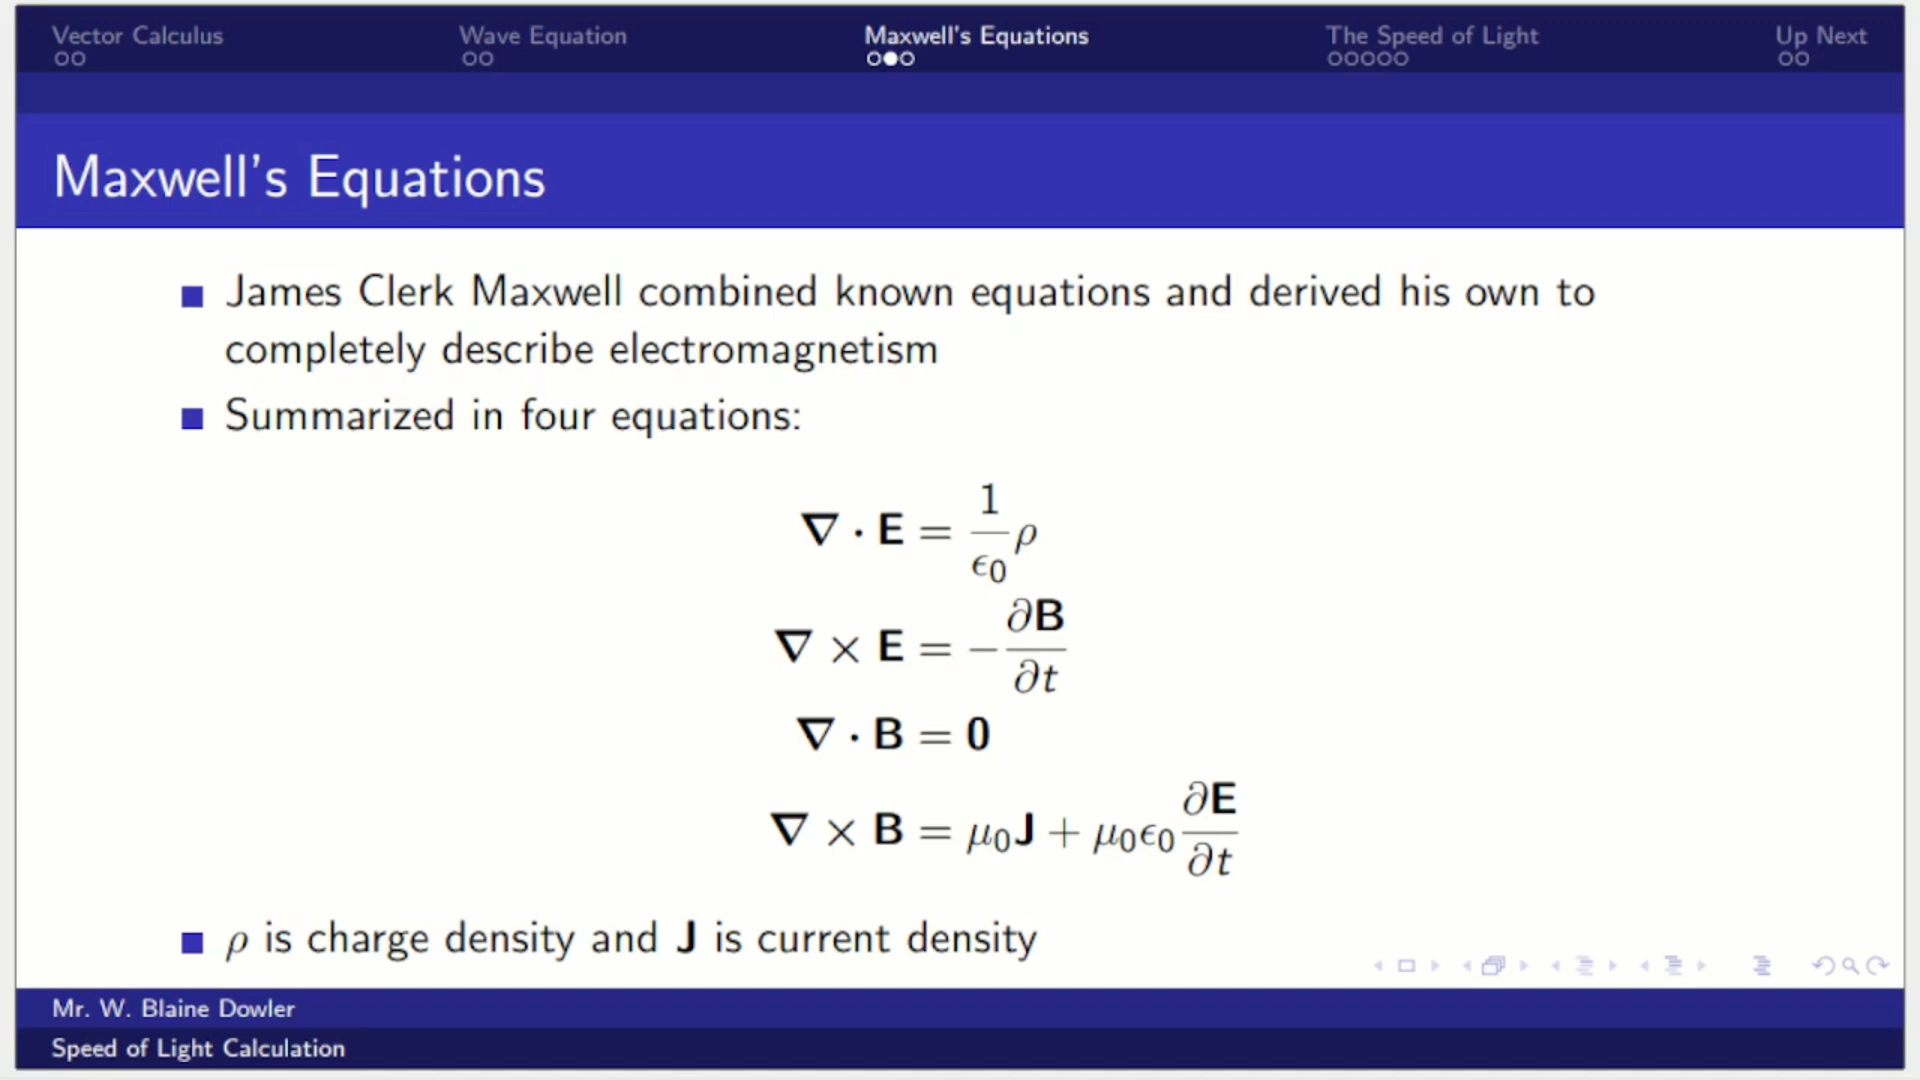 Vector Calculus
Wave Equation
Maxwell's Equations
The Speed of Light
Up Next
Maxwell's Equations
James Clerk Maxwell combined known equations and derived his own to
completely describe electromagnetism
Summarized in four equations:
∇ · E = 1/ϵ₀ ρ
∇ × E = −∂B/∂t
∇ · B = 0
∇ × B = μ₀J + μ₀ϵ₀ ∂E/∂t
ρ is charge density and J is current density
Mr. W. Blaine Dowler
Speed of Light Calculation